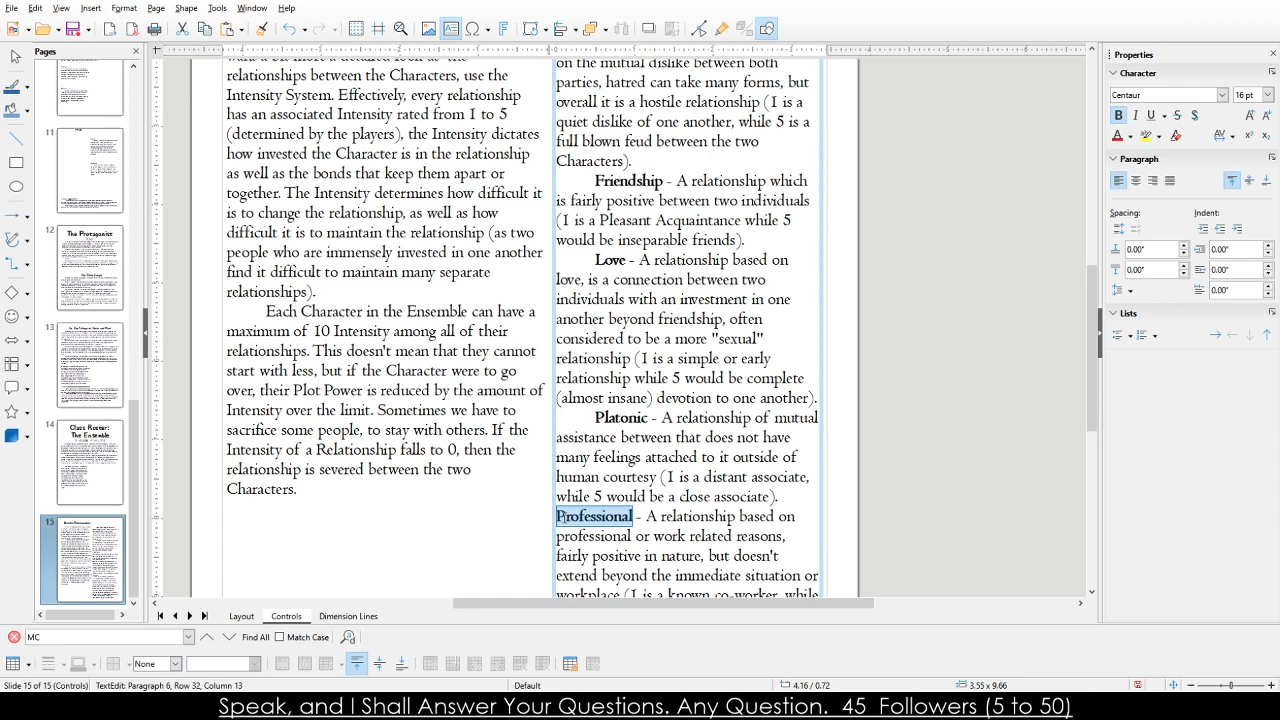 File Edit View Insert Format Page Shape Tools Window Help
Pages
11
12
The Protagonist
13
14
Class Roster:
The Ensemble
15
relationships between the Characters, use the
Intensity System. Effectively, every relationship
has an associated Intensity rated from 1 to 5
(determined by the players), the Intensity dictates
how invested the Character is in the relationship
as well as the bonds that keep them apart or
together. The Intensity determines how difficult it
is to change the relationship, as well as how
difficult it is to maintain the relationship (as two
people who are immensely invested in one another
find it difficult to maintain many separate
relationships).
Each Character in the Ensemble can have a
maximum of 10 Intensity among all of their
relationships. This doesn't mean that they cannot
start with less, but if the Character were to go
over, their Plot Power is reduced by the amount of
Intensity over the limit. Sometimes we have to
sacrifice some people, to stay with others. If the
Intensity of a Relationship falls to 0, then the
relationship is severed between the two
Characters.
on the mutual dislike between both
parties, hatred can take many forms, but
overall it is a hostile relationship (1 is a
quiet dislike of one another, while 5 is a
full blown feud between the two
Characters).
Friendship - A relationship which
is fairly positive between two individuals
(1 is a Pleasant Acquaintance while 5
would be inseparable friends).
Love - A relationship based on
love, is a connection between two
individuals with an investment in one
another beyond friendship, often
considered to be a more "sexual"
relationship (1 is a simple or early
relationship while 5 would be complete
(almost insane) devotion to one another).
Platonic - A relationship of mutual
assistance between that does not have
many feelings attached to it outside of
human courtesy (1 is a distant associate,
while 5 would be a close associate).
Professional - A relationship based on
professional or work related reasons,
fairly positive in nature, but doesn't
extend beyond the immediate situation or
workplace (1 is a known co-worker, while
Properties
Character
Centaur 16 pt
Paragraph
Spacing: Indent:
0.00" 0.00"
0.00" 0.00"
0.00"
Lists
Layout Controls Dimension Lines
MC Find All Match Case
None
Slide 15 of 15 (Controls) TextEdit: Paragraph 6, Row 32, Column 13 Default 4.16 / 0.72 3.55 x 9.66
Speak, and I Shall Answer Your Questions. Any Question. 45 Followers (5 to 50)